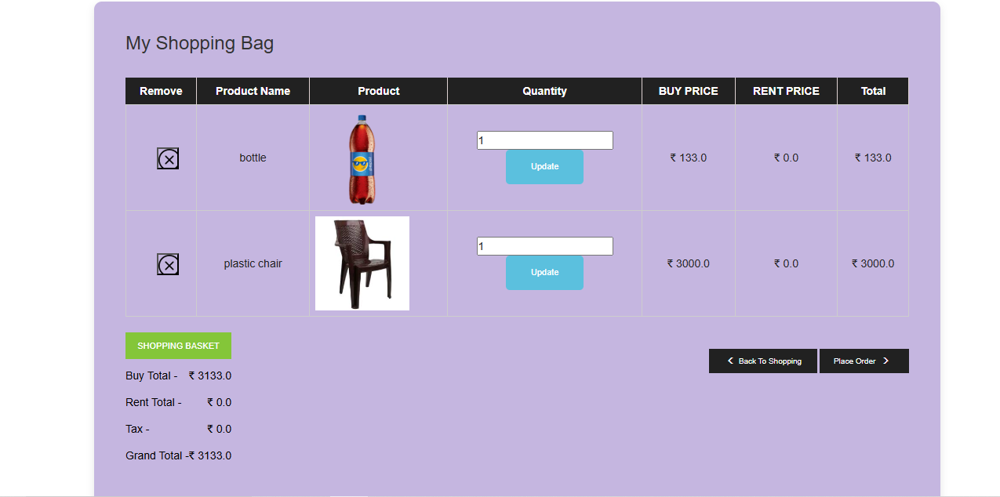 My Shopping Bag
Remove Product Name Product Quantity BUY PRICE RENT PRICE Total
bottle 1 ₹ 133.0 ₹ 0.0 ₹ 133.0
Update
plastic chair 1 ₹ 3000.0 ₹ 0.0 ₹ 3000.0
Update
SHOPPING BASKET
Back To Shopping Place Order
Buy Total - ₹ 3133.0
Rent Total - ₹ 0.0
Tax - ₹ 0.0
Grand Total -₹ 3133.0